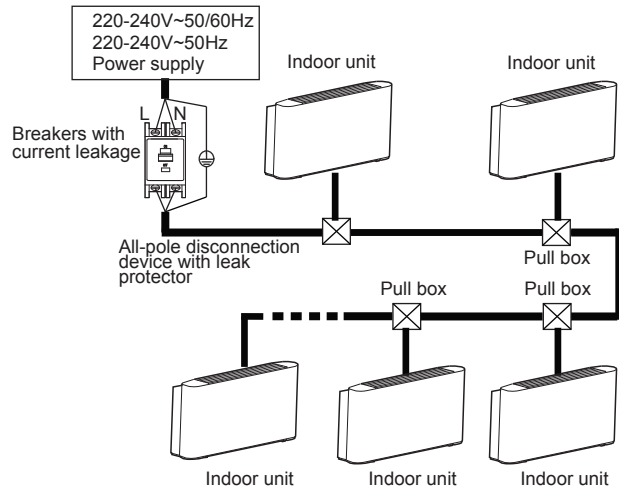 220-240V~50/60Hz
220-240V~50Hz
Power supply
Indoor unit
Indoor unit
L N
Breakers with
current leakage
All-pole disconnection
device with leak
protector
Pull box
Pull box
Pull box
Indoor unit
Indoor unit
Indoor unit